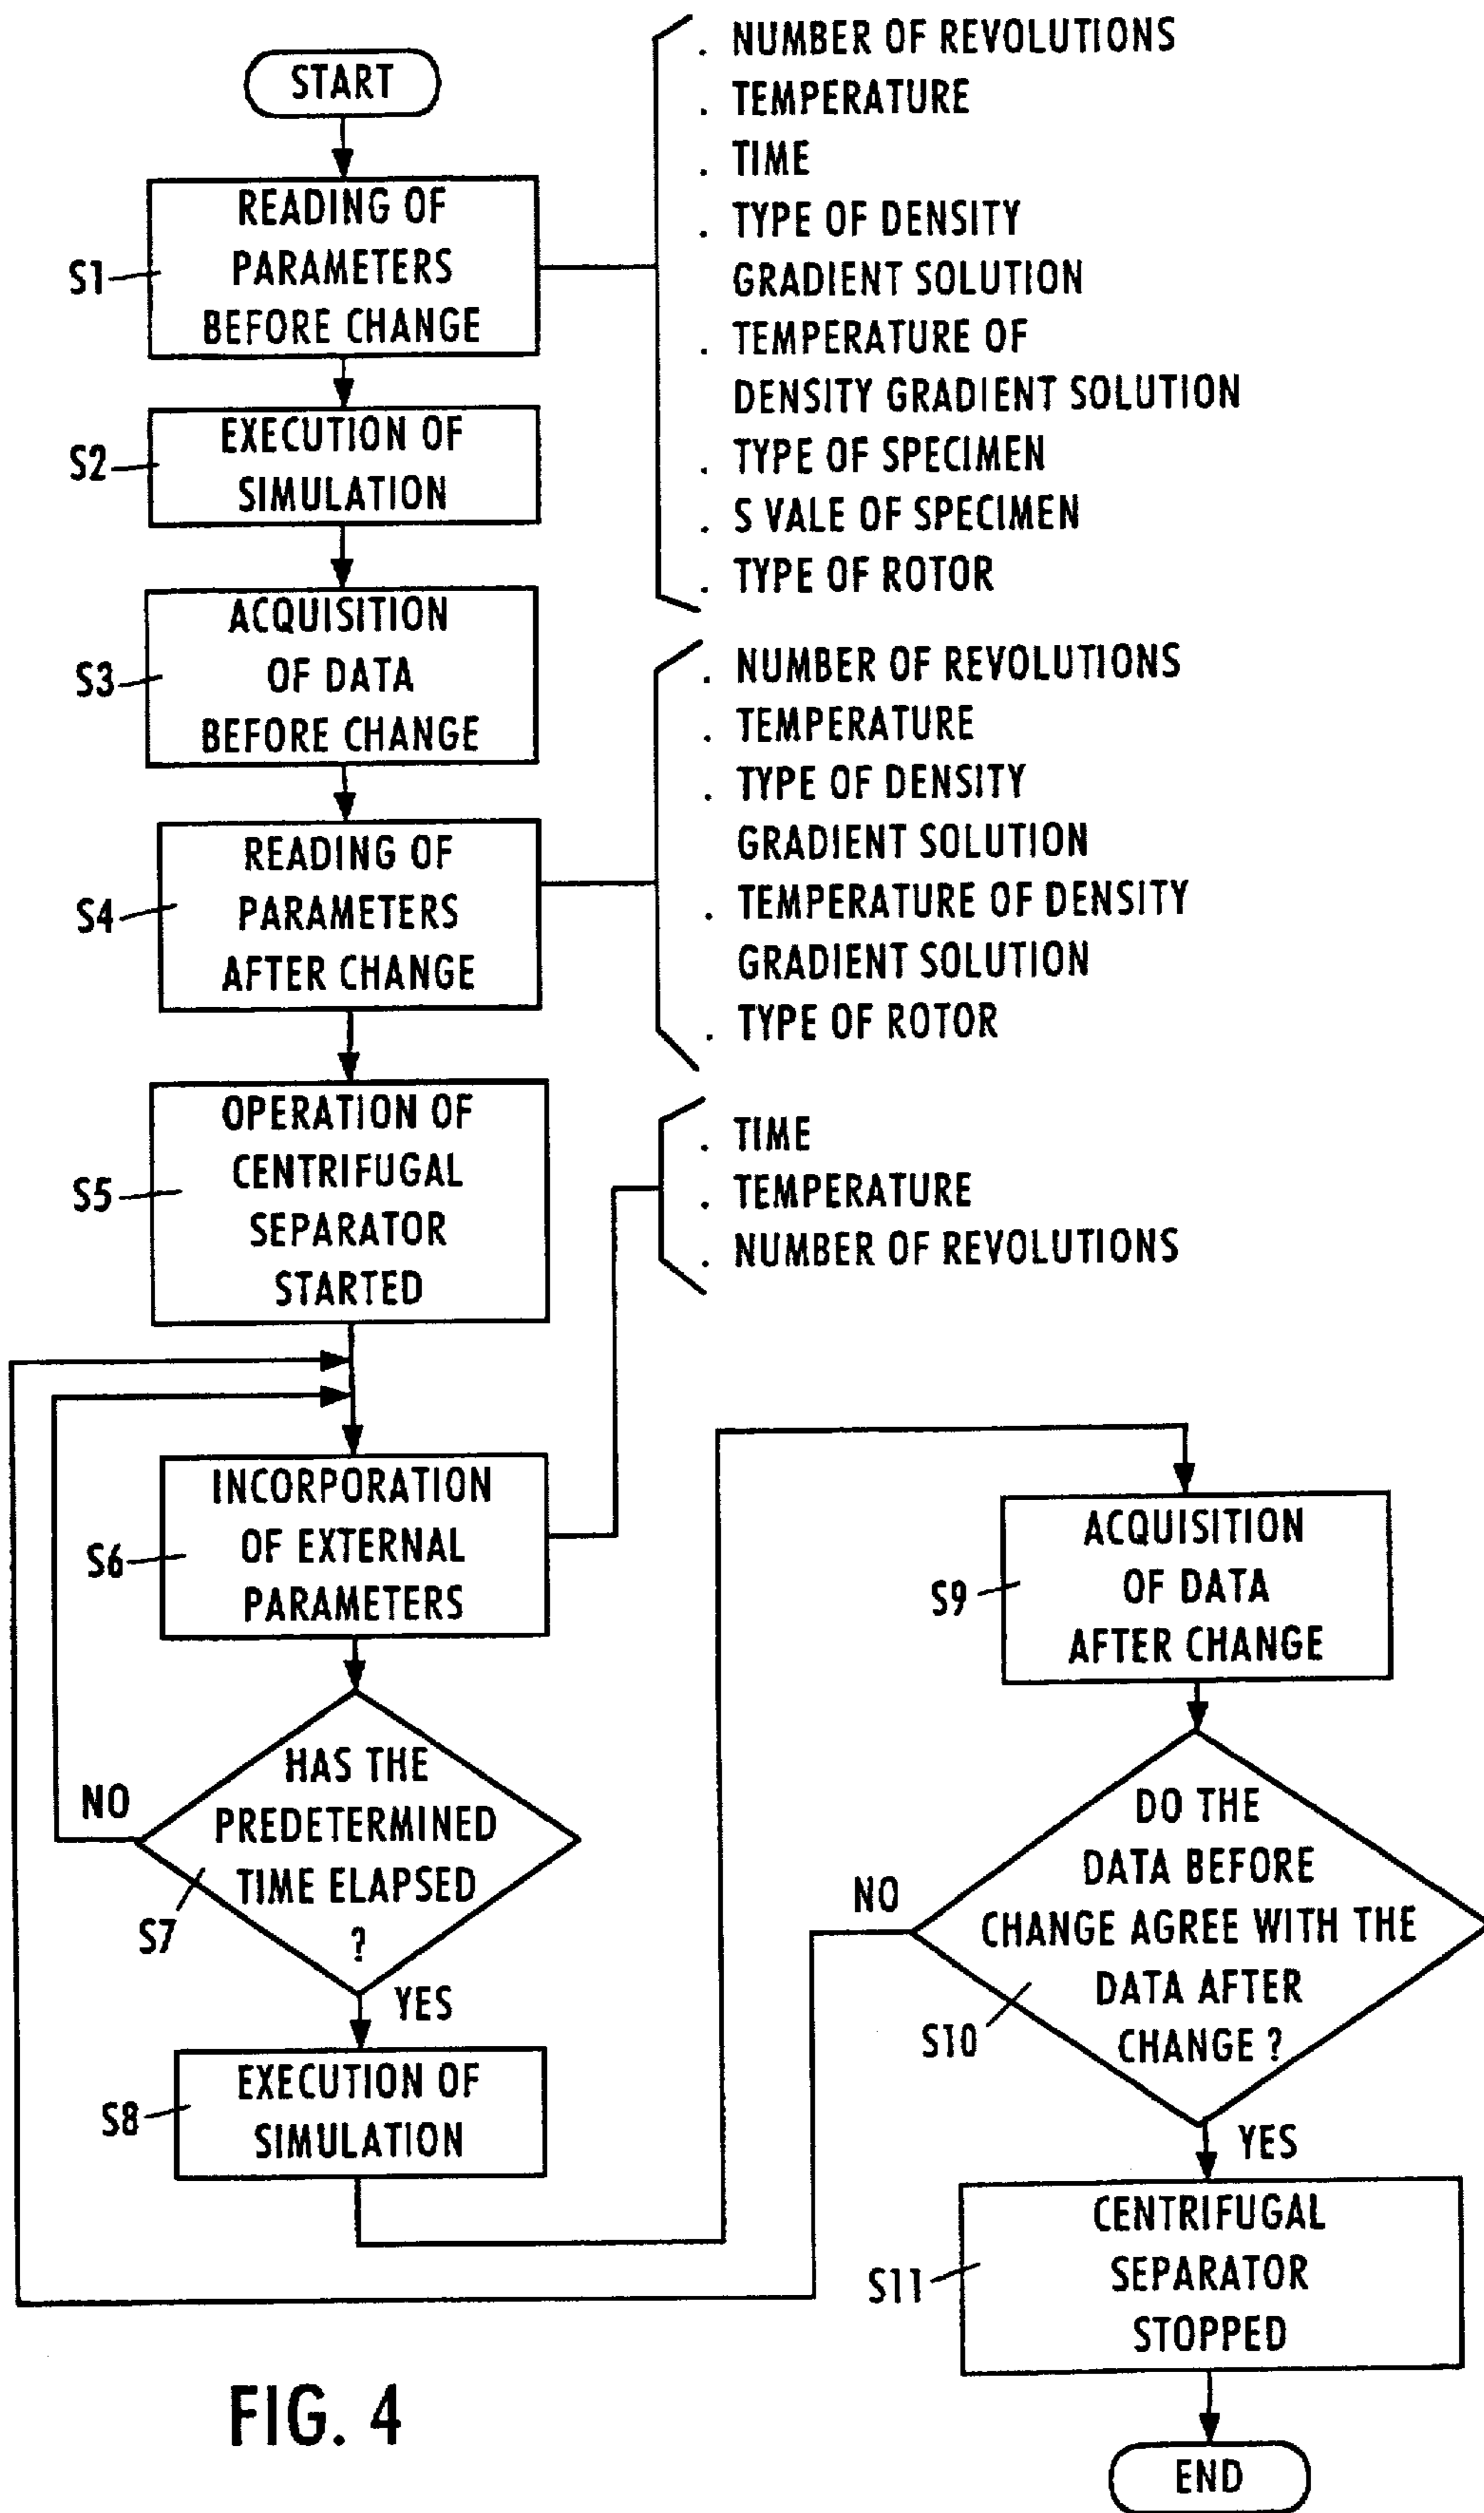 START
READING OF
PARAMETERS
BEFORE CHANGE
S1
. NUMBER OF REVOLUTIONS
. TEMPERATURE
. TIME
. TYPE OF DENSITY
GRADIENT SOLUTION
. TEMPERATURE OF
DENSITY GRADIENT SOLUTION
. TYPE OF SPECIMEN
. S VALE OF SPECIMEN
. TYPE OF ROTOR
S2
EXECUTION OF
SIMULATION
S3
ACQUISITION
OF DATA
BEFORE CHANGE
S4
READING OF
PARAMETERS
AFTER CHANGE
. NUMBER OF REVOLUTIONS
. TEMPERATURE
. TYPE OF DENSITY
GRADIENT SOLUTION
. TEMPERATURE OF DENSITY
GRADIENT SOLUTION
. TYPE OF ROTOR
S5
OPERATION OF
CENTRIFUGAL
SEPARATOR
STARTED
S6
INCORPORATION
OF EXTERNAL
PARAMETERS
. TIME
. TEMPERATURE
. NUMBER OF REVOLUTIONS
S7
HAS THE
PREDETERMINED
TIME ELAPSED
?
NO
YES
S8
EXECUTION OF
SIMULATION
S9
ACQUISITION
OF DATA
AFTER CHANGE
S10
DO THE
DATA BEFORE
CHANGE AGREE WITH THE
DATA AFTER
CHANGE ?
NO
YES
S11
CENTRIFUGAL
SEPARATOR
STOPPED
END
FIG. 4